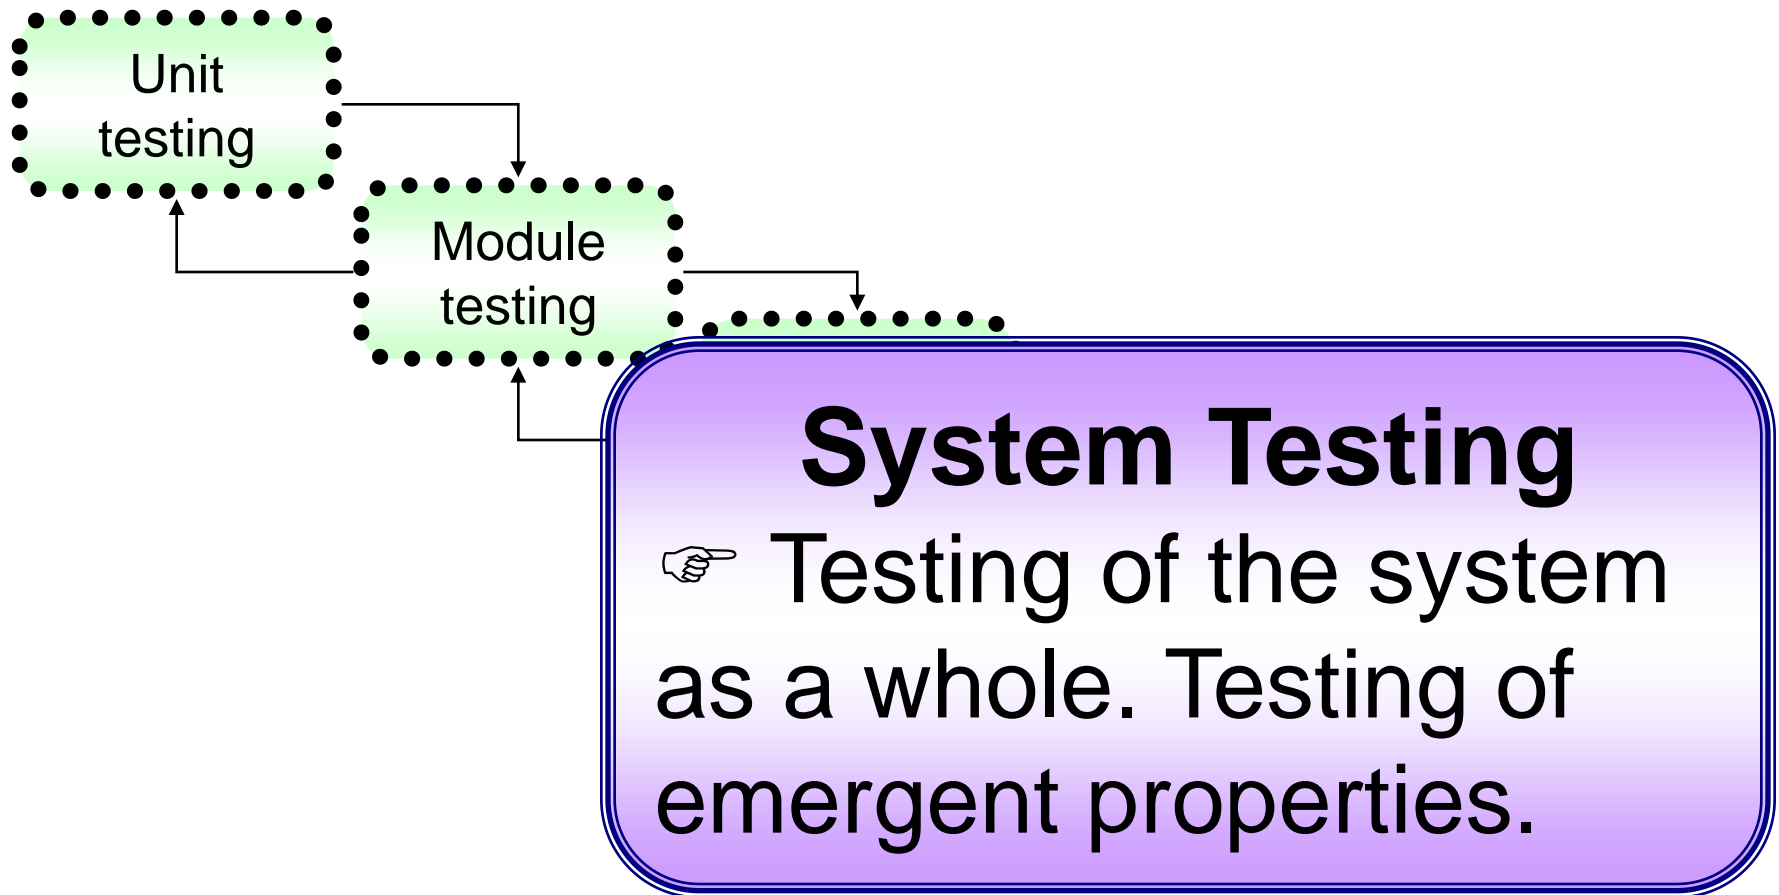 Unit
testing
Module
testing
System Testing
☞ Testing of the system
as a whole. Testing of
emergent properties.